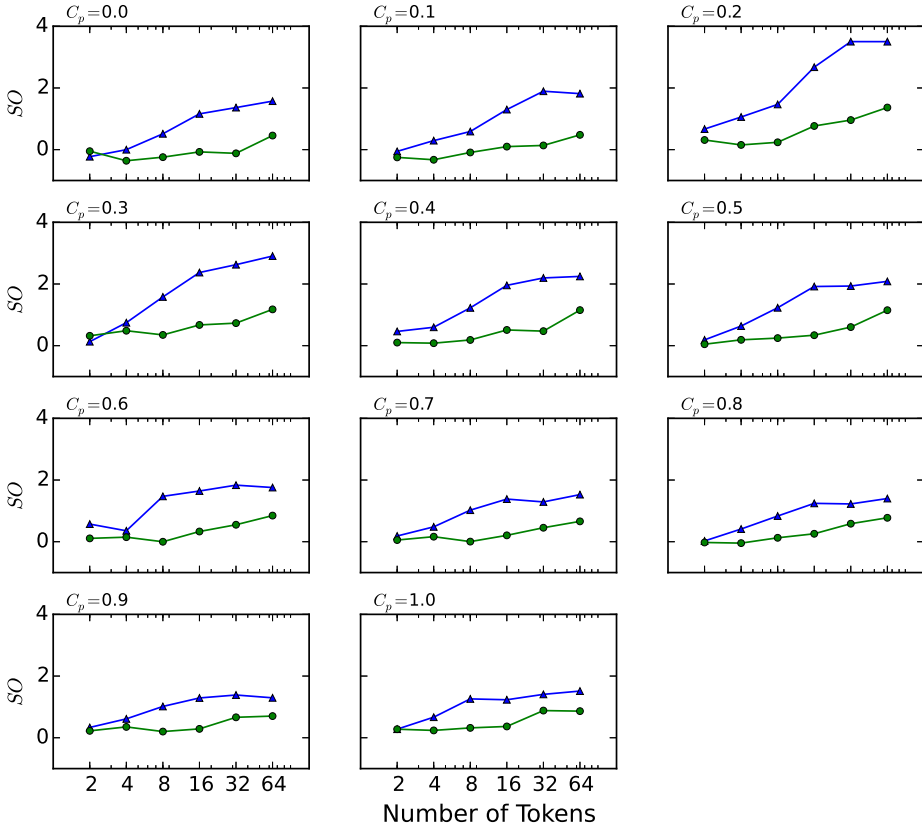 C_p=0.0
C_p=0.1
C_p=0.2
4
2
0
SO
C_p=0.3
C_p=0.4
C_p=0.5
4
2
0
SO
C_p=0.6
C_p=0.7
C_p=0.8
4
2
0
SO
C_p=0.9
C_p=1.0
4
2
0
SO
2 4 8 16 32 64
2 4 8 16 32 64
Number of Tokens